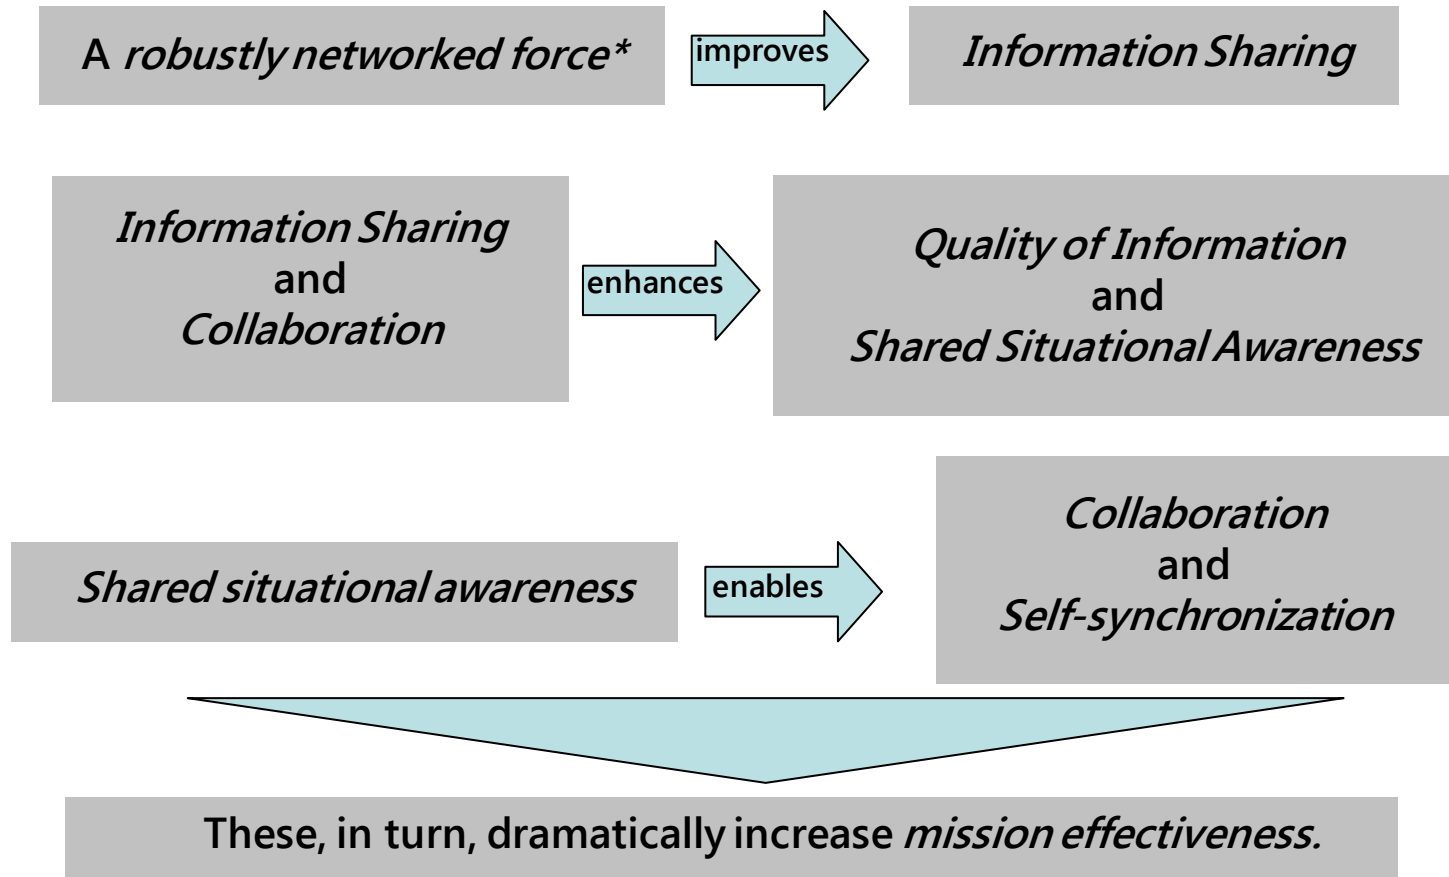 A robustly networked force*
improves
Information Sharing
Information Sharing
and
Collaboration
enhances
Quality of Information
and
Shared Situational Awareness
Shared situational awareness
enables
Collaboration
and
Self-synchronization
These, in turn, dramatically increase mission effectiveness.